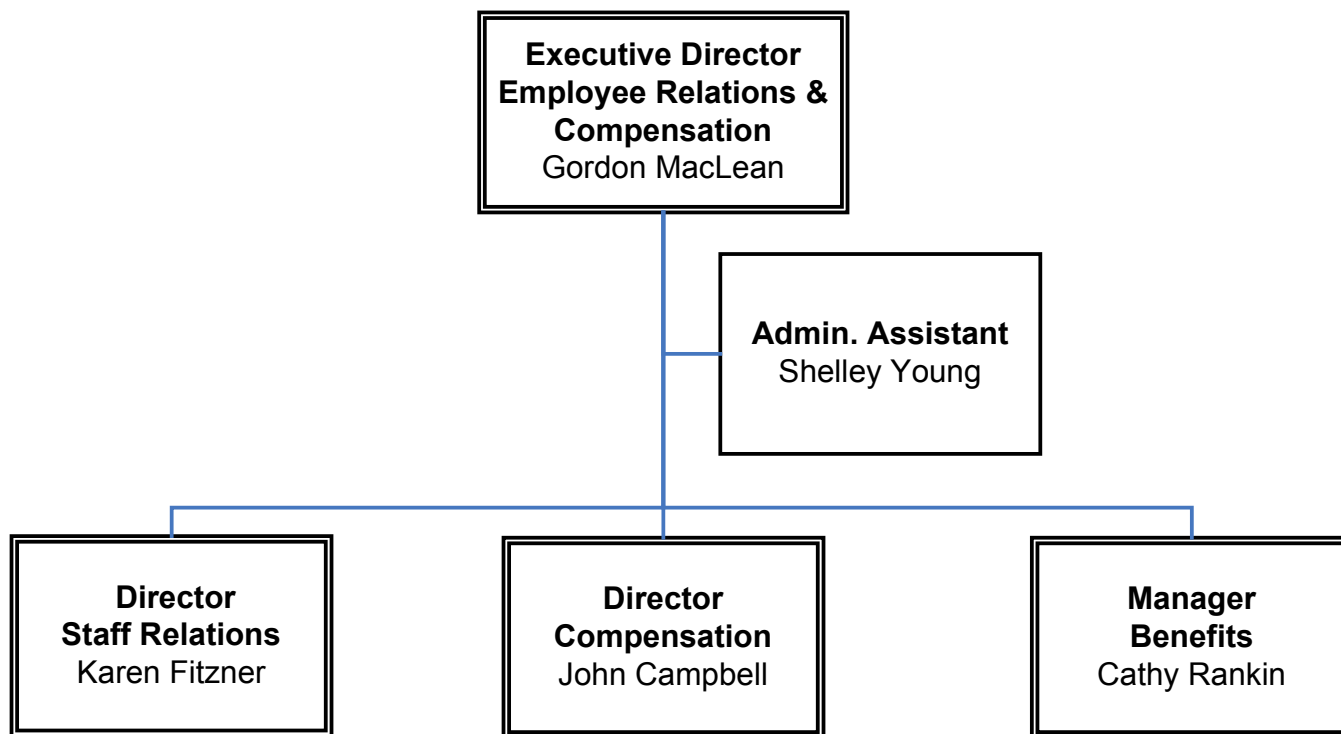 Executive Director
Employee Relations &
Compensation
Gordon MacLean
Admin. Assistant
Shelley Young
Director
Staff Relations
Karen Fitzner
Director
Compensation
John Campbell
Manager
Benefits
Cathy Rankin